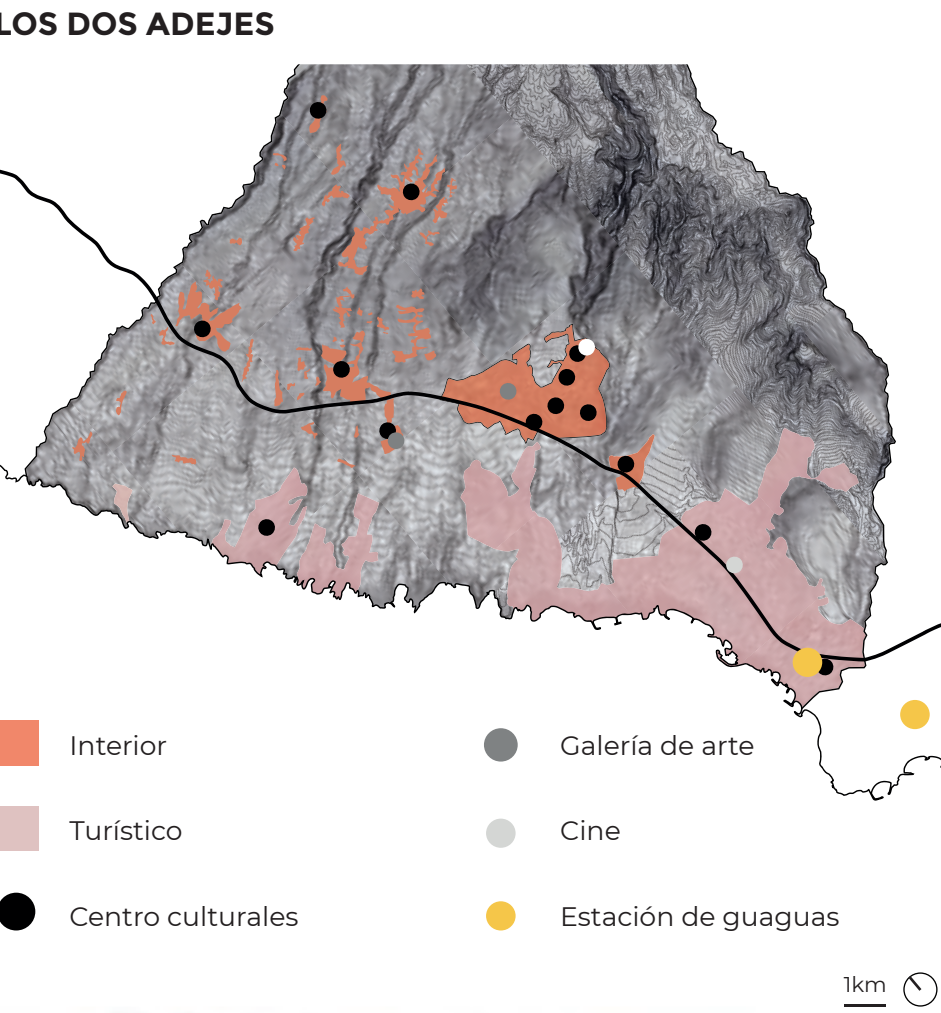 LOS DOS ADEJES
Interior
Galería de arte
Turístico
Cine
Centro culturales
Estación de guaguas
1km